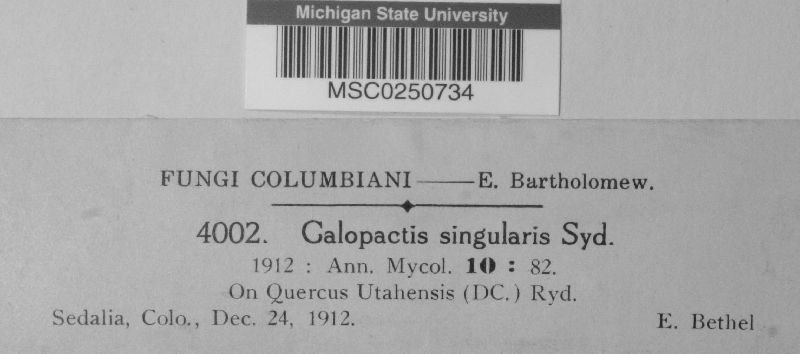 Michigan State University
MSC0250734
FUNGI COLUMBIANI — E. Bartholomew.
4002. Calopactis singularis Syd.
1912 : Ann. Mycol. 10 : 82.
On Quercus Utahensis (DC.) Ryd.
Sedalia, Colo., Dec. 24, 1912. E. Bethel